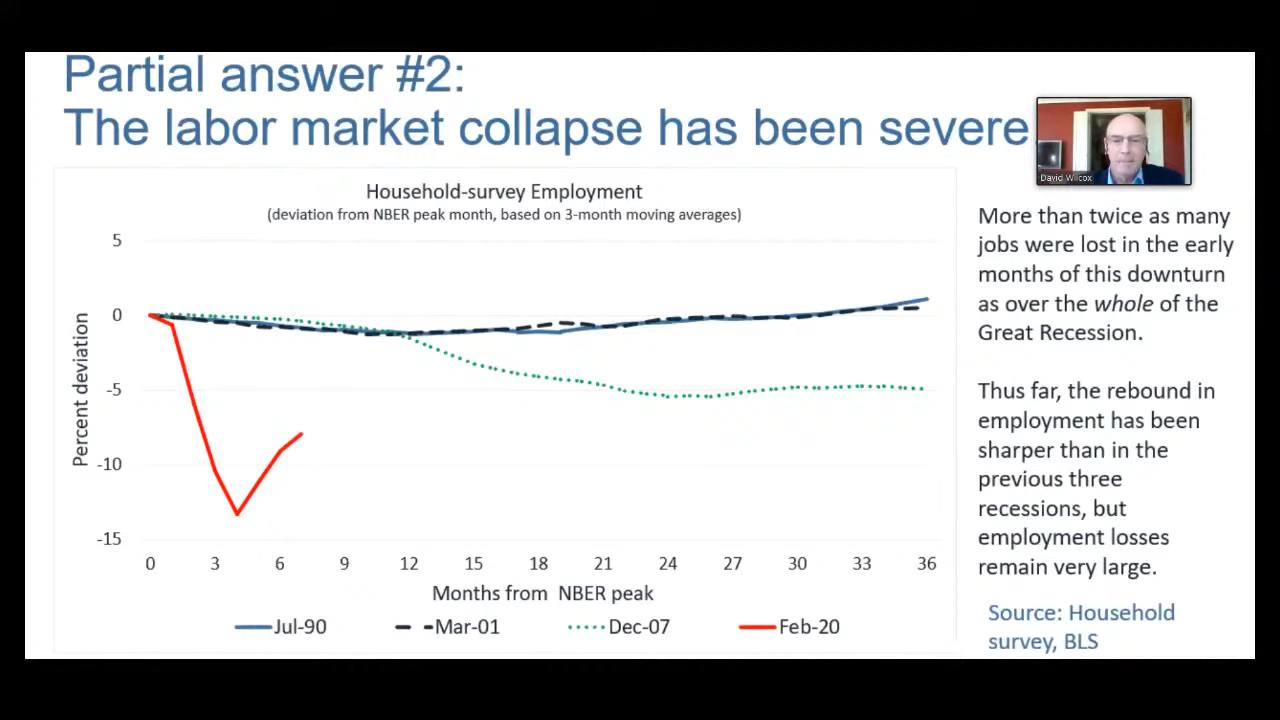 Partial answer #2:
The labor market collapse has been severe
David Wilcox
Household-survey Employment
(deviation from NBER peak month, based on 3-month moving averages)
Percent deviation
5
0
-5
-10
-15
0 3 6 9 12 15 18 21 24 27 30 33 36
Months from NBER peak
Jul-90 Mar-01 Dec-07 Feb-20
More than twice as many
jobs were lost in the early
months of this downturn
as over the whole of the
Great Recession.
Thus far, the rebound in
employment has been
sharper than in the
previous three
recessions, but
employment losses
remain very large.
Source: Household
survey, BLS